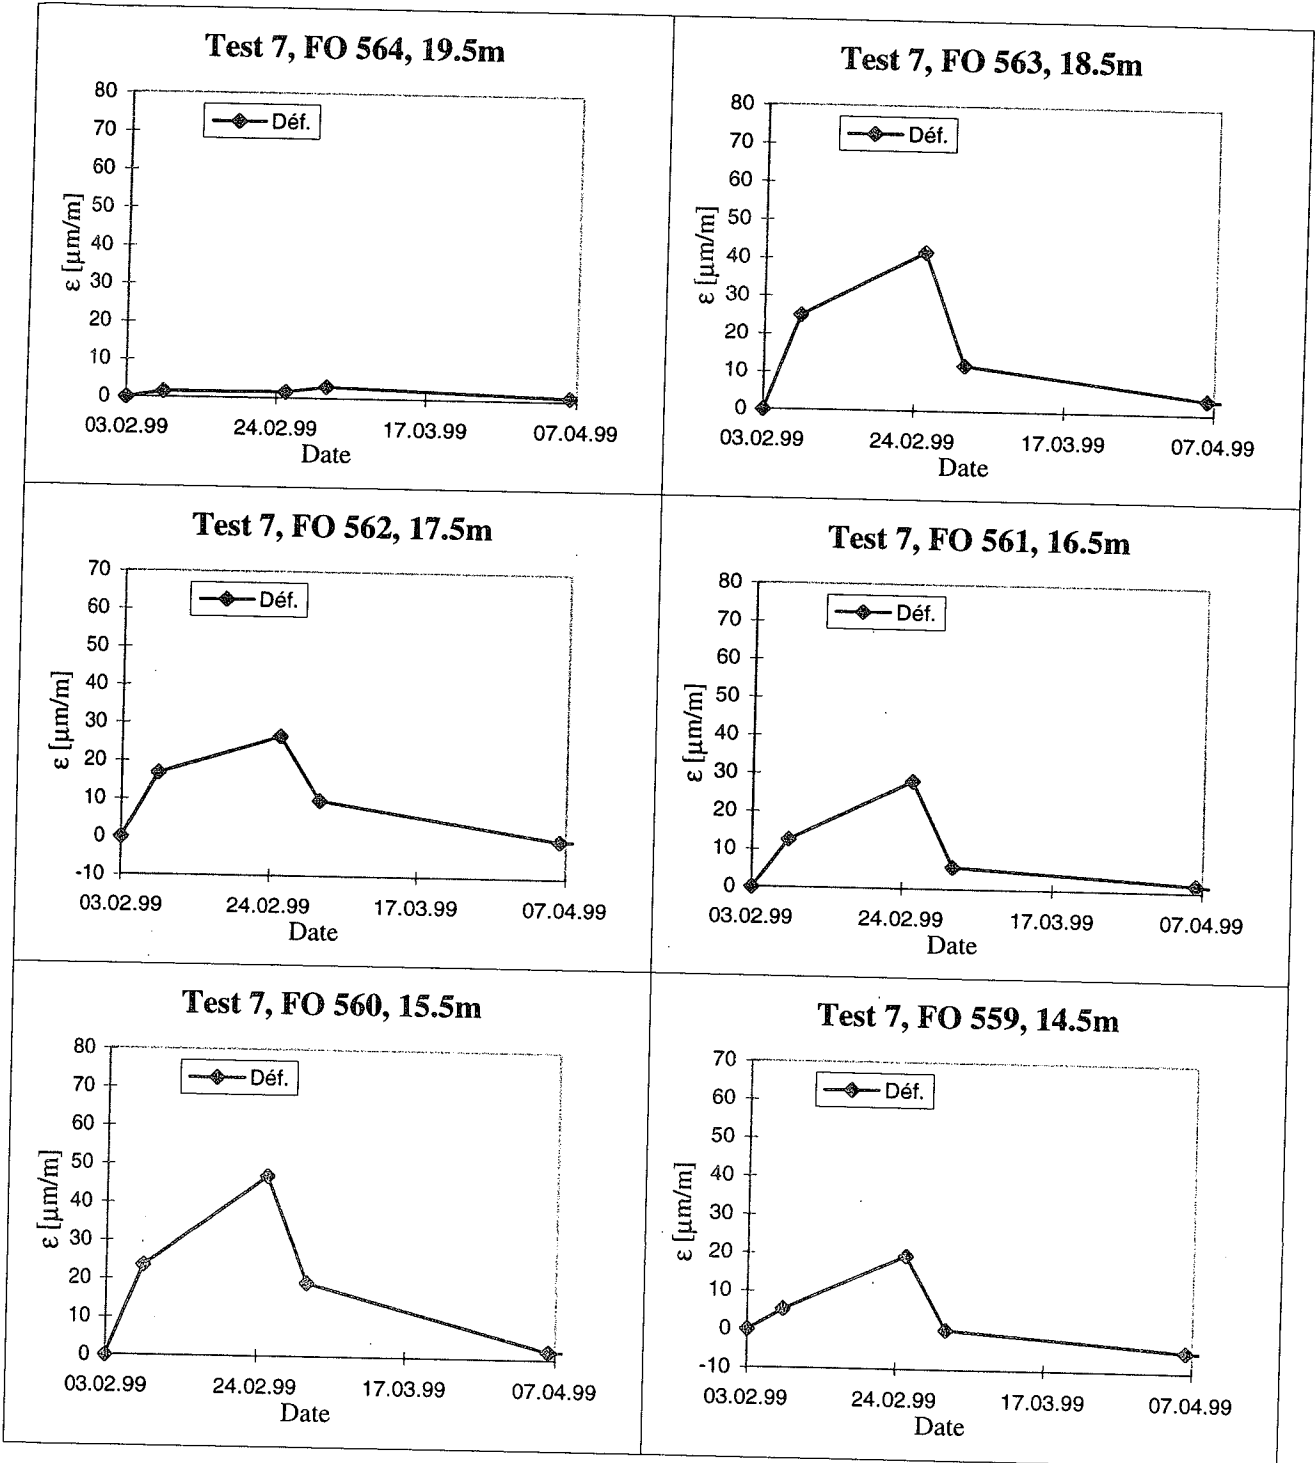 Test 7, FO 564, 19.5m
80
70
60
50
40
30
20
10
0
ε [µm/m]
Déf.
03.02.99 24.02.99 17.03.99 07.04.99
Date
Test 7, FO 563, 18.5m
80
70
60
50
40
30
20
10
0
ε [µm/m]
Déf.
03.02.99 24.02.99 17.03.99 07.04.99
Date
Test 7, FO 562, 17.5m
70
60
50
40
30
20
10
0
-10
ε [µm/m]
Déf.
03.02.99 24.02.99 17.03.99 07.04.99
Date
Test 7, FO 561, 16.5m
80
70
60
50
40
30
20
10
0
ε [µm/m]
Déf.
03.02.99 24.02.99 17.03.99 07.04.99
Date
Test 7, FO 560, 15.5m
80
70
60
50
40
30
20
10
0
ε [µm/m]
Déf.
03.02.99 24.02.99 17.03.99 07.04.99
Date
Test 7, FO 559, 14.5m
70
60
50
40
30
20
10
0
-10
ε [µm/m]
Déf.
03.02.99 24.02.99 17.03.99 07.04.99
Date